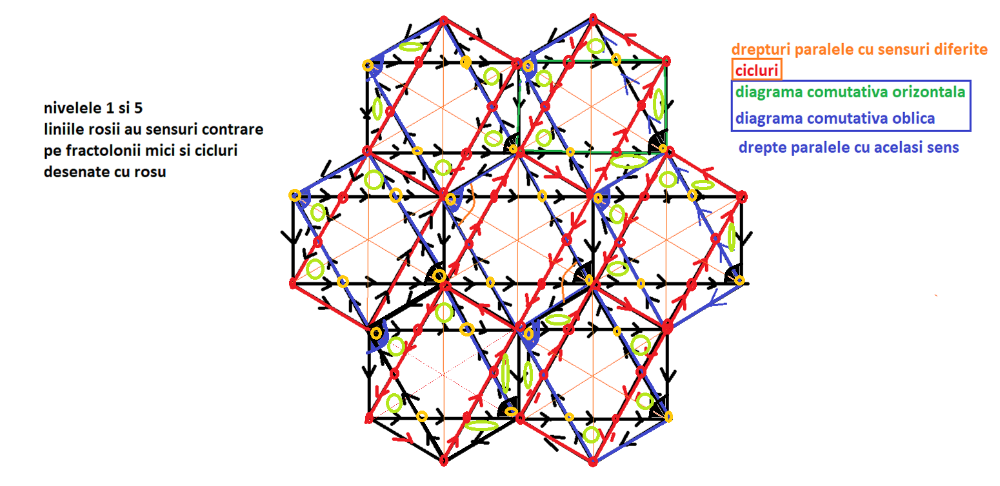 nivelele 1 si 5
liniile rosii au sensuri contrare
pe fractolonii mici si cicluri
desenate cu rosu
drepturi paralele cu sensuri diferite
cicluri
diagrama comutativa orizontala
diagrama comutativa oblica
drepte paralele cu acelasi sens